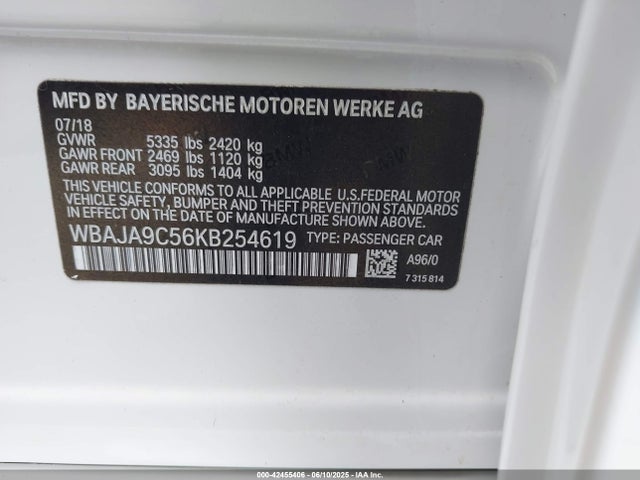 MFD BY BAYERISCHE MOTOREN WERKE AG
07/18
GVWR 5335 lbs 2420 kg
GAWR FRONT 2469 lbs 1120 kg
GAWR REAR 3095 lbs 1404 kg
THIS VEHICLE CONFORMS TO ALL APPLICABLE U.S.FEDERAL MOTOR
VEHICLE SAFETY, BUMPER AND THEFT PREVENTION STANDARDS
IN EFFECT ON THE DATE OF MANUFACTURE SHOWN ABOVE.
WBAJA9C56KB254619 TYPE: PASSENGER CAR
A96/0
7 315 814
000-42455406 - 06/10/2025 - IAA Inc.